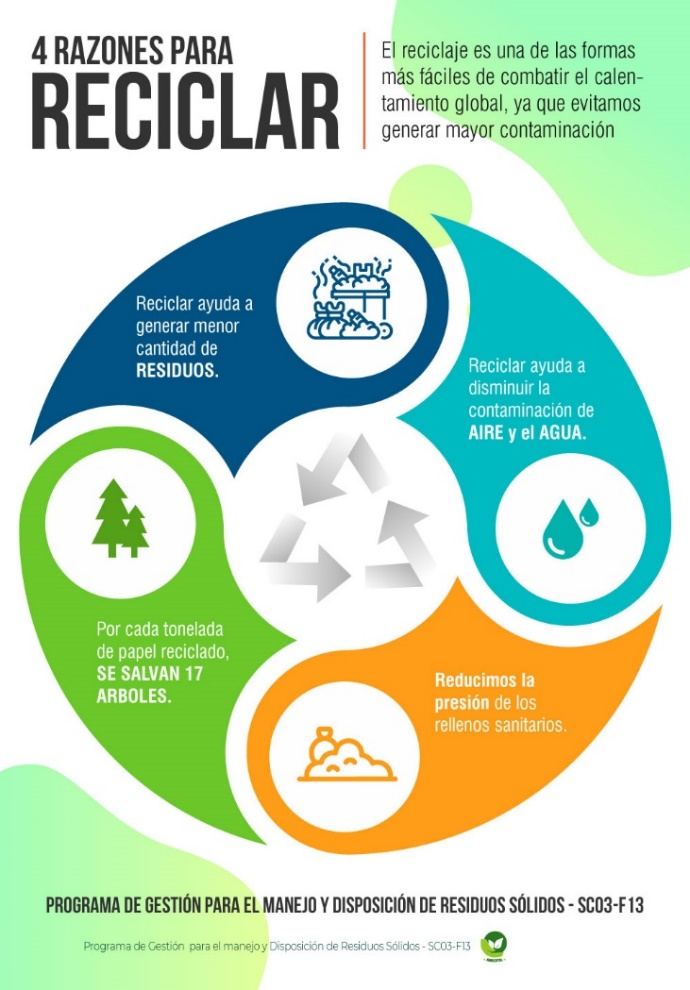 4 RAZONES PARA
RECICLAR
El reciclaje es una de las formas
más fáciles de combatir el calen-
tamiento global, ya que evitamos
generar mayor contaminación
Reciclar ayuda a
generar menor
cantidad de
RESIDUOS.
Reciclar ayuda a
disminuir la
contaminación de
AIRE y el AGUA.
Por cada tonelada
de papel reciclado,
SE SALVAN 17
ARBOLES.
Reducimos la
presión de los
rellenos sanitarios.
PROGRAMA DE GESTIÓN PARA EL MANEJO Y DISPOSICIÓN DE RESIDUOS SÓLIDOS - SC03-F13
Programa de Gestión para el manejo y Disposición de Residuos Sólidos - SC03-F13